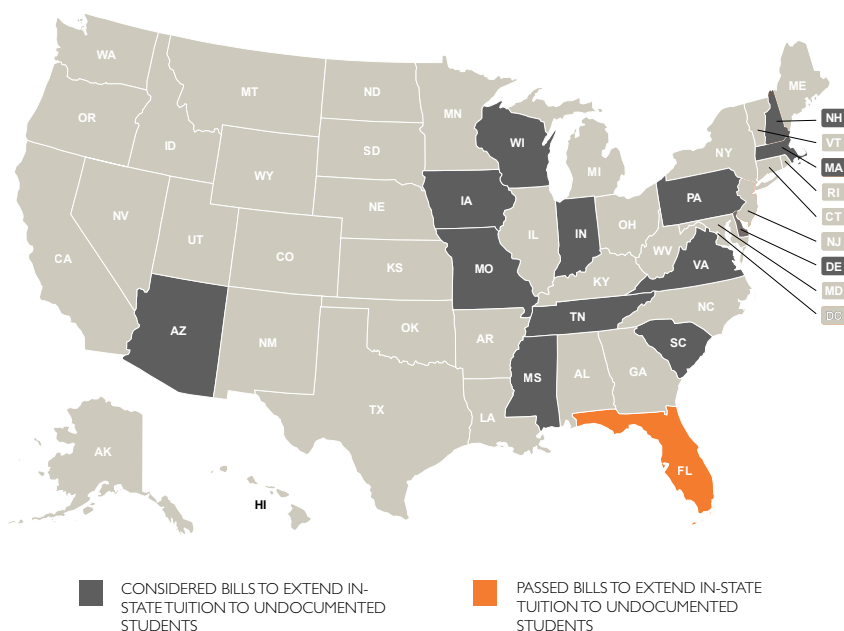 WA
OR
CA
NV
ID
MT
WY
UT
CO
AZ
NM
ND
SD
NE
KS
OK
TX
MN
IA
MO
AR
LA
WI
IL
MI
IN
OH
KY
TN
MS
AL
GA
FL
SC
NC
VA
WV
PA
NY
ME
NH
VT
MA
RI
CT
NJ
DE
MD
DC
AK
HI
CONSIDERED BILLS TO EXTEND IN-
STATE TUITION TO UNDOCUMENTED
STUDENTS
PASSED BILLS TO EXTEND IN-STATE
TUITION TO UNDOCUMENTED
STUDENTS